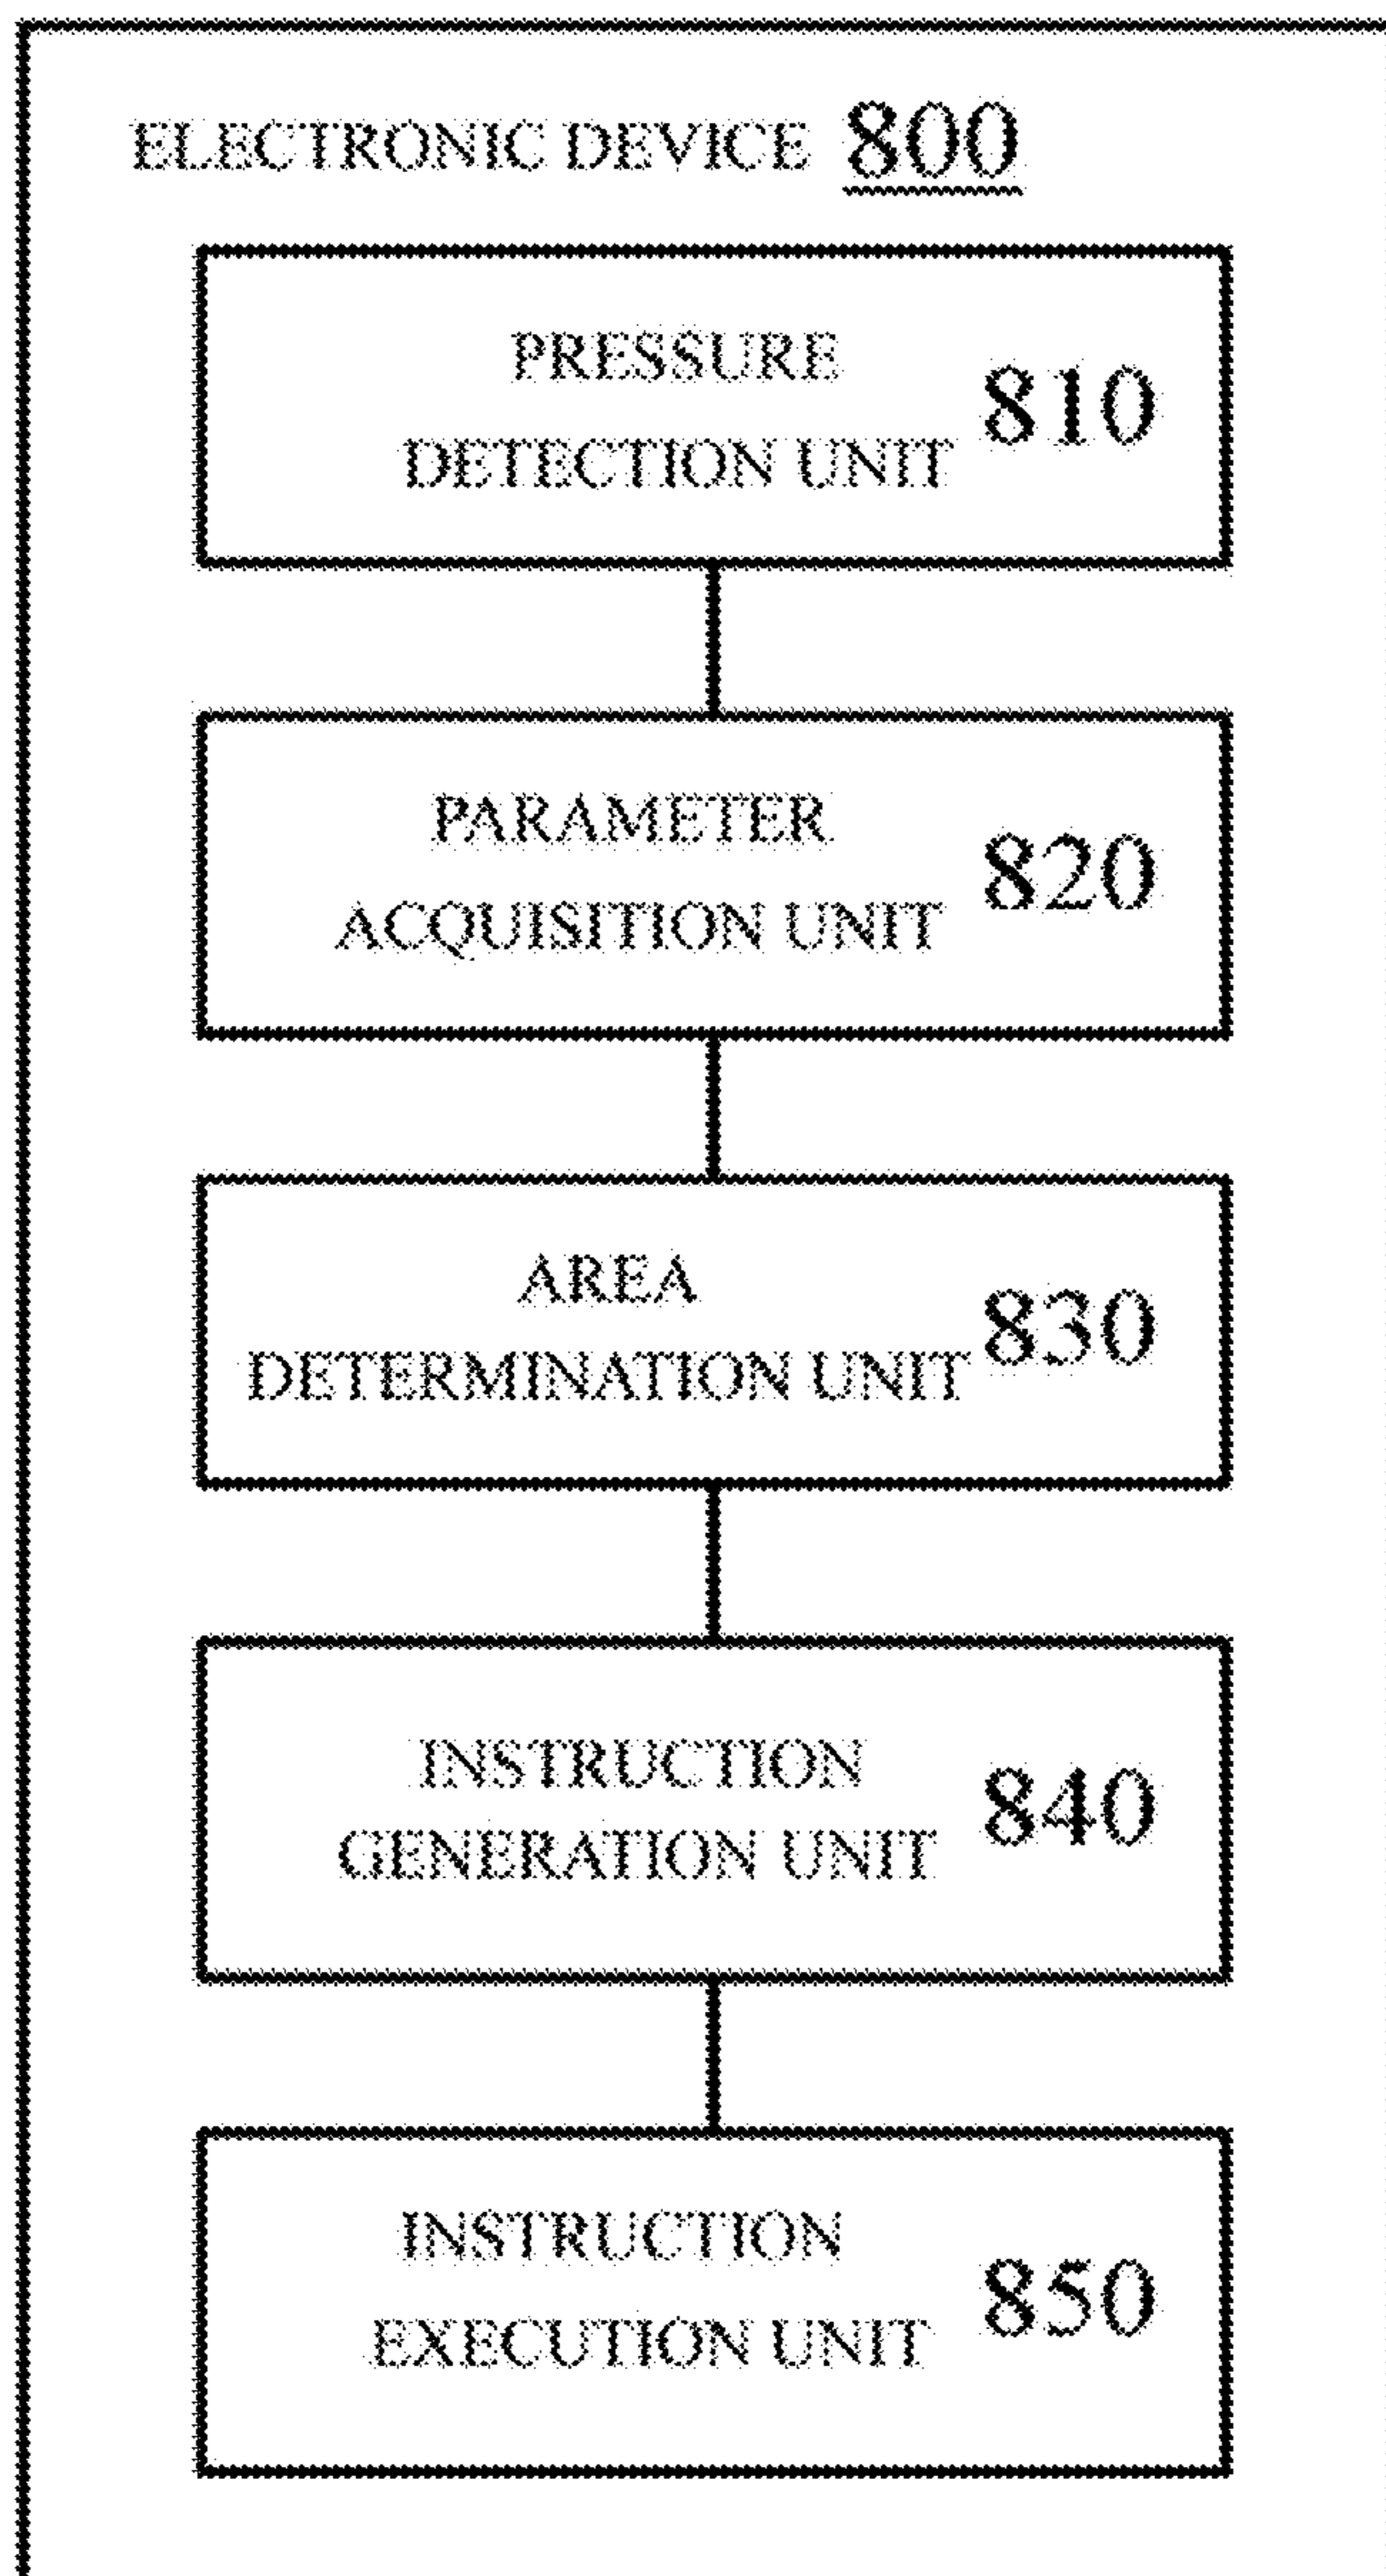 ELECTRONIC DEVICE 800
PRESSURE
DETECTION UNIT 810
PARAMETER
ACQUISITION UNIT 820
AREA
DETERMINATION UNIT 830
INSTRUCTION
GENERATION UNIT 840
INSTRUCTION
EXECUTION UNIT 850